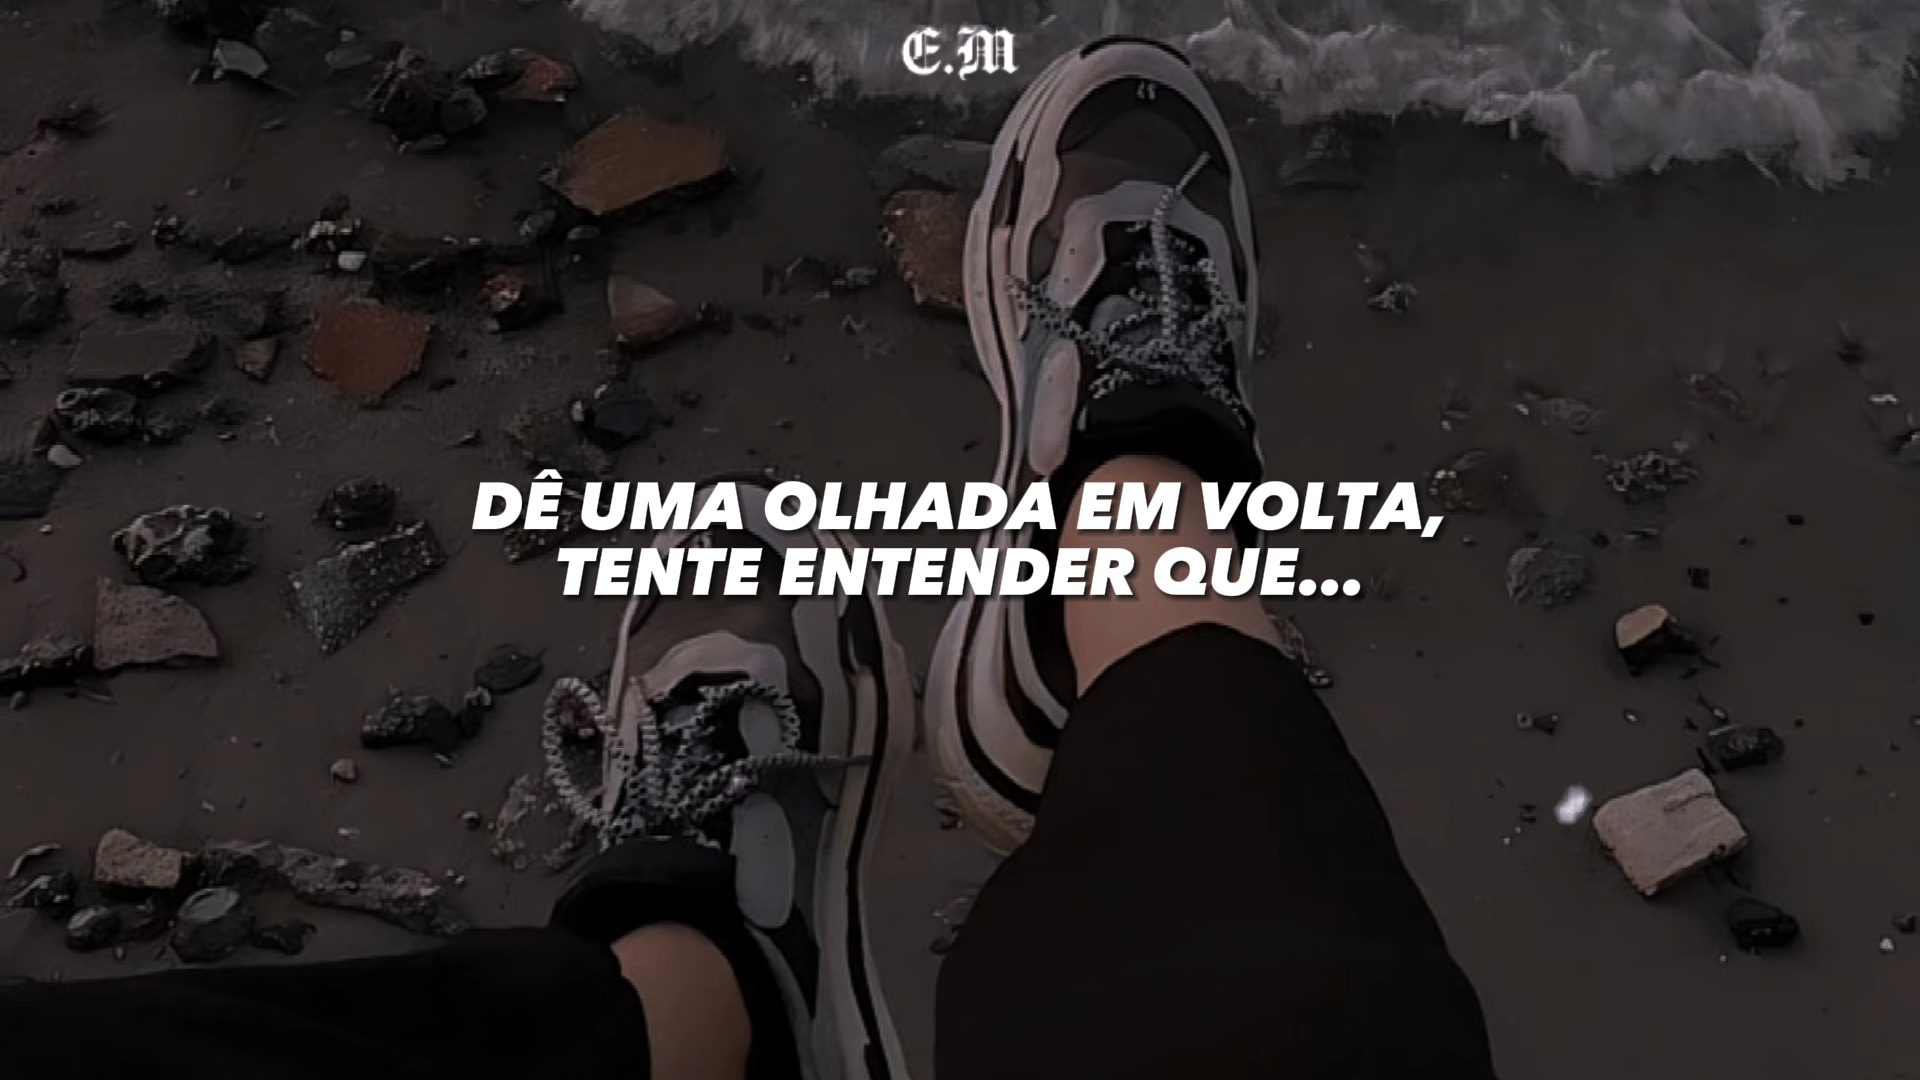 E.M
DÊ UMA OLHADA EM VOLTA,
TENTE ENTENDER QUE...